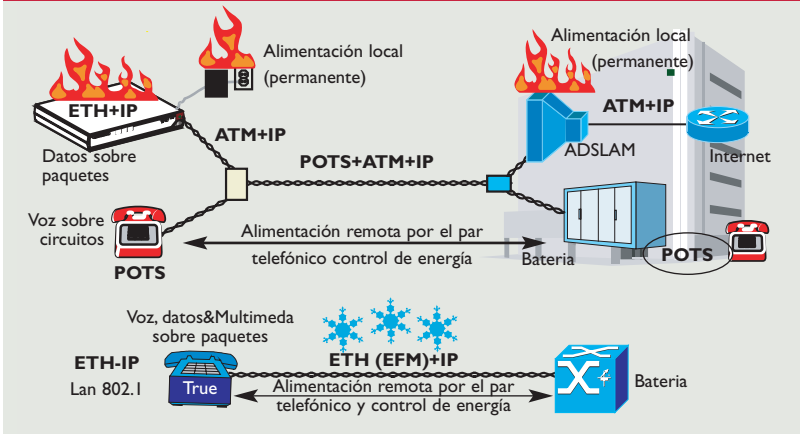 Alimentación local
(permanente)
ETH+IP
Datos sobre
paquetes
ATM+IP
POTS+ATM+IP
Alimentación local
(permanente)
ATM+IP
ADSLAM
Internet
Voz sobre
circuitos
POTS
Alimentación remota por el par
telefónico control de energía
Bateria
POTS
Voz, datos&Multimeda
sobre paquetes
ETH-IP
Lan 802.1
True
ETH (EFM)+IP
Alimentación remota por el par
telefónico y control de energía
Bateria